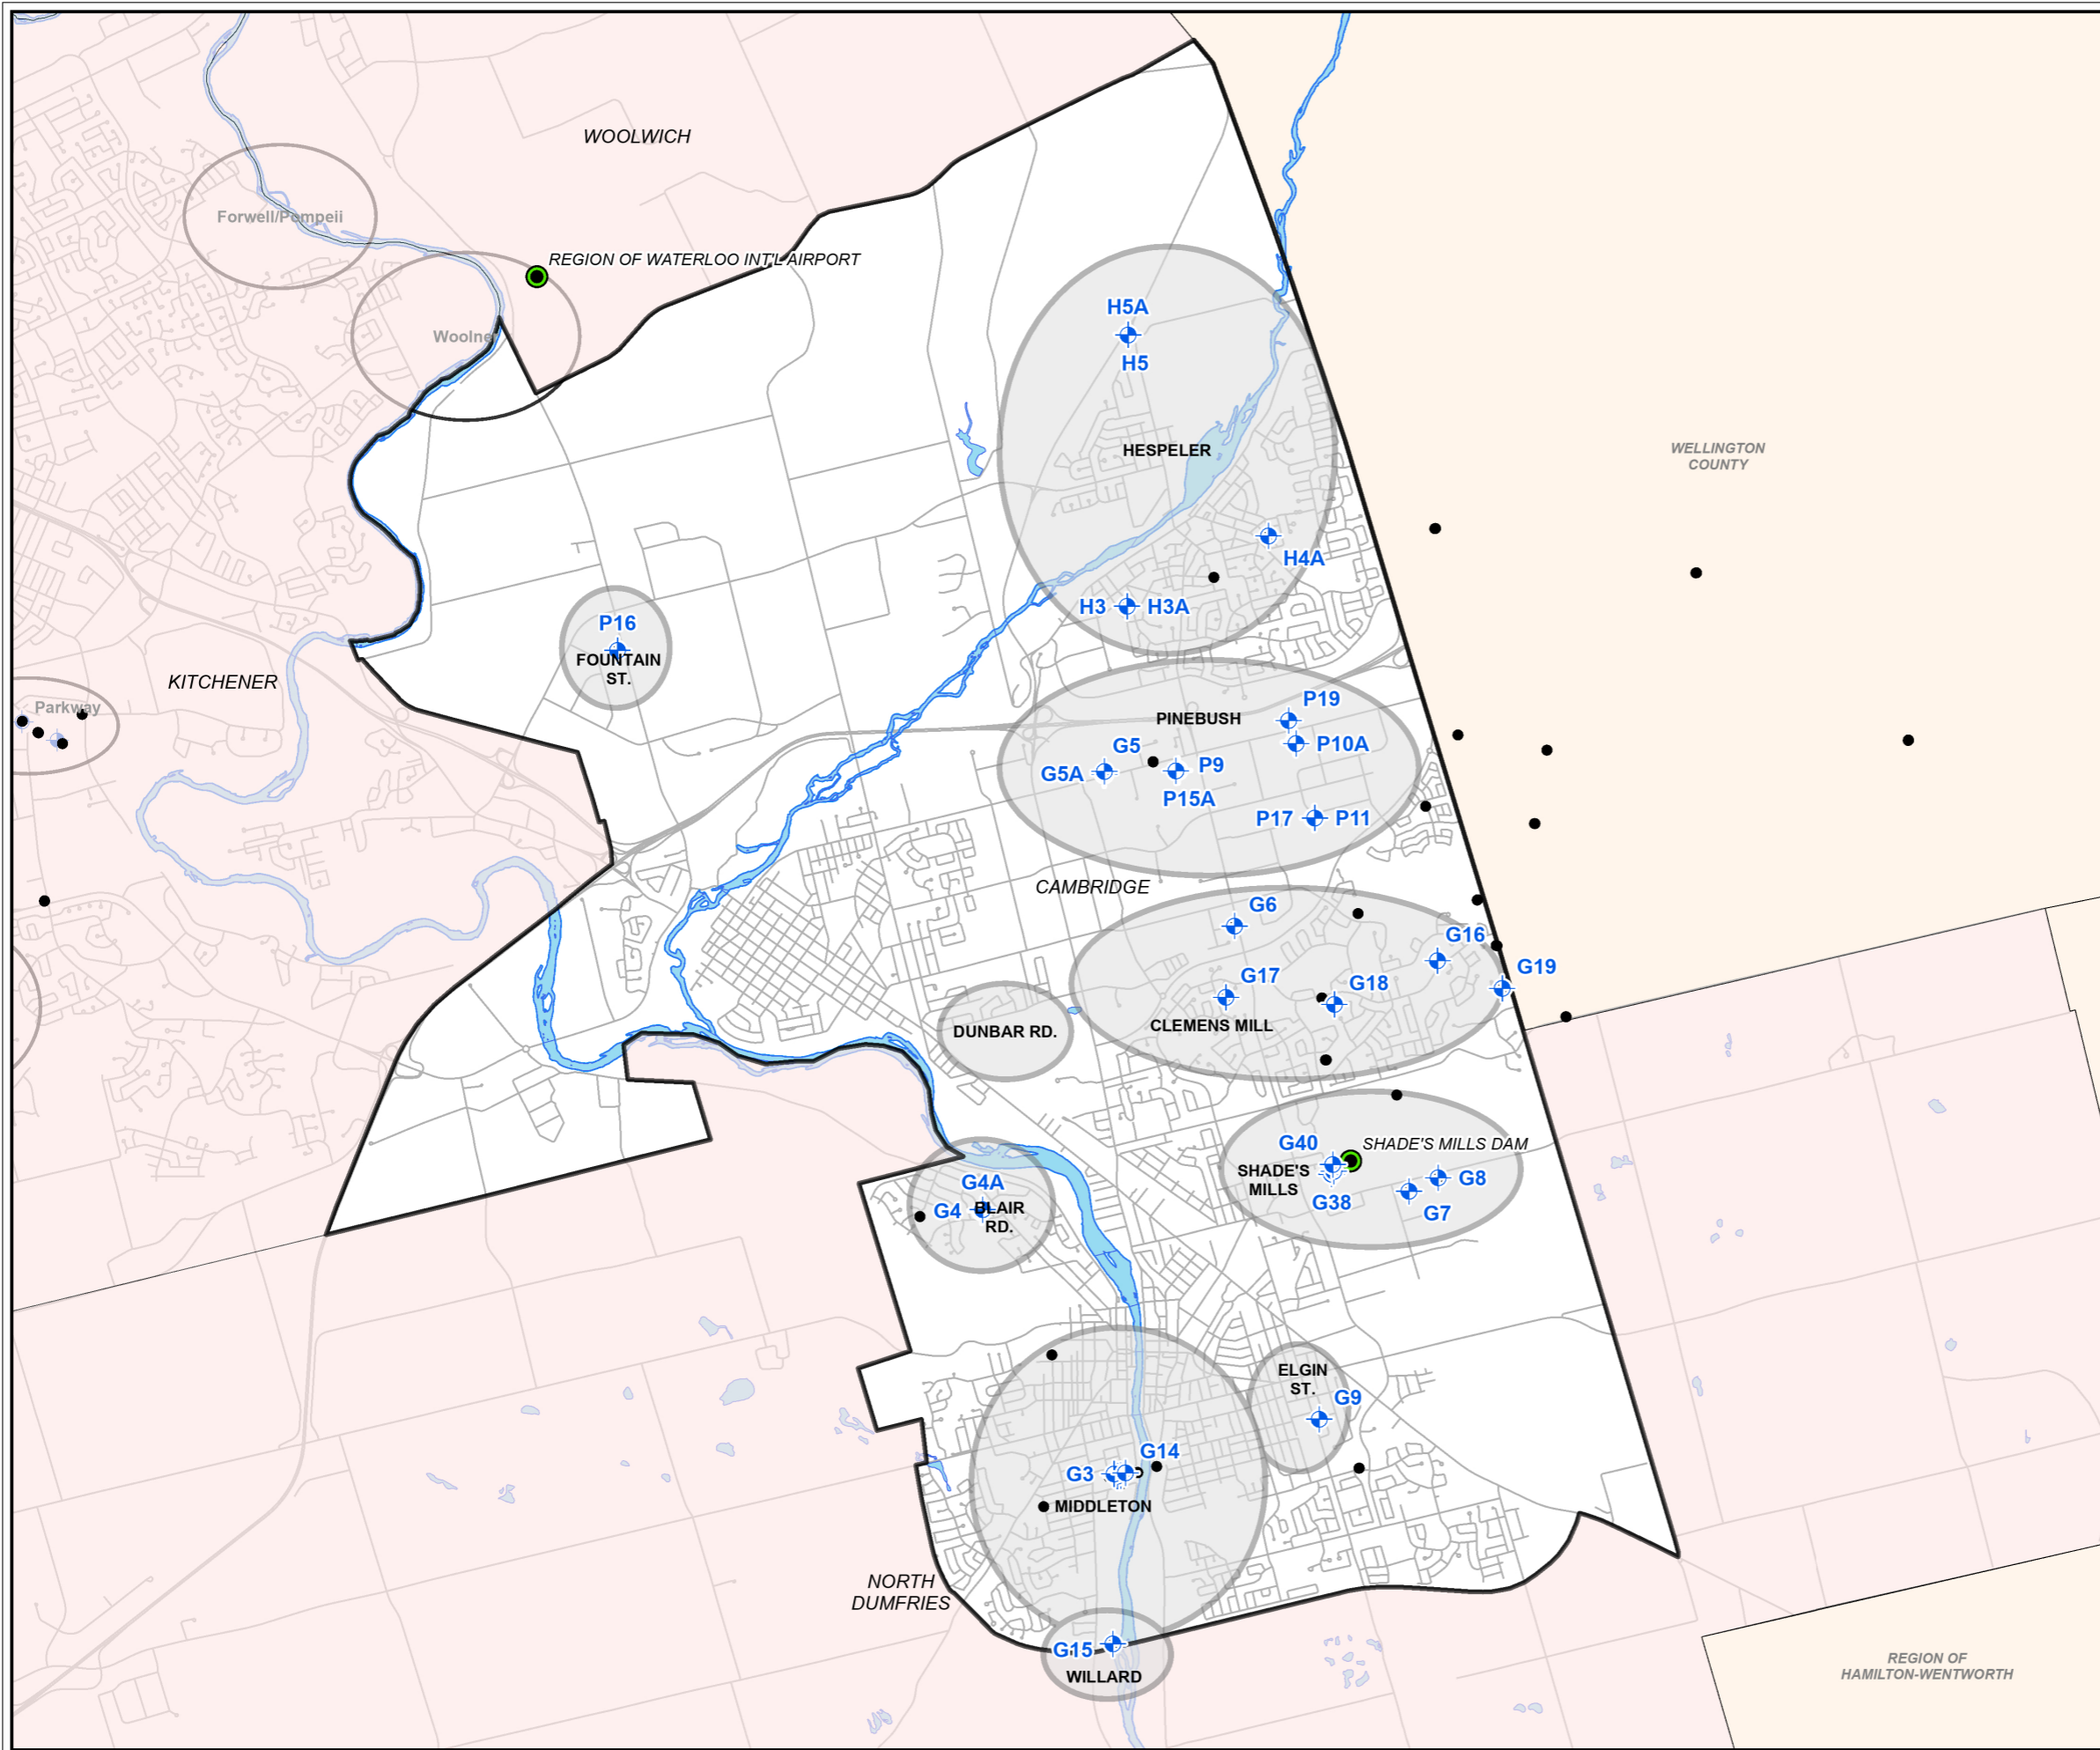 WOOLWICH
Forwell/Pompeii
REGION OF WATERLOO INT'L AIRPORT
Woolner
H5A
H5
HESPELER
WELLINGTON
COUNTY
H4A
H3
H3A
P16
FOUNTAIN
ST.
KITCHENER
Parkway
P19
PINEBUSH
P10A
G5
G5A
P9
P15A
P17
P11
CAMBRIDGE
G6
G16
G19
G17
G18
CLEMENS MILL
DUNBAR RD.
G40
SHADE'S MILLS DAM
SHADE'S
MILLS
G8
G38
G7
G4A
G4
BLAIR
RD.
ELGIN
ST.
G9
G14
G3
MIDDLETON
NORTH
DUMFRIES
G15
WILLARD
REGION OF
HAMILTON-WENTWORTH